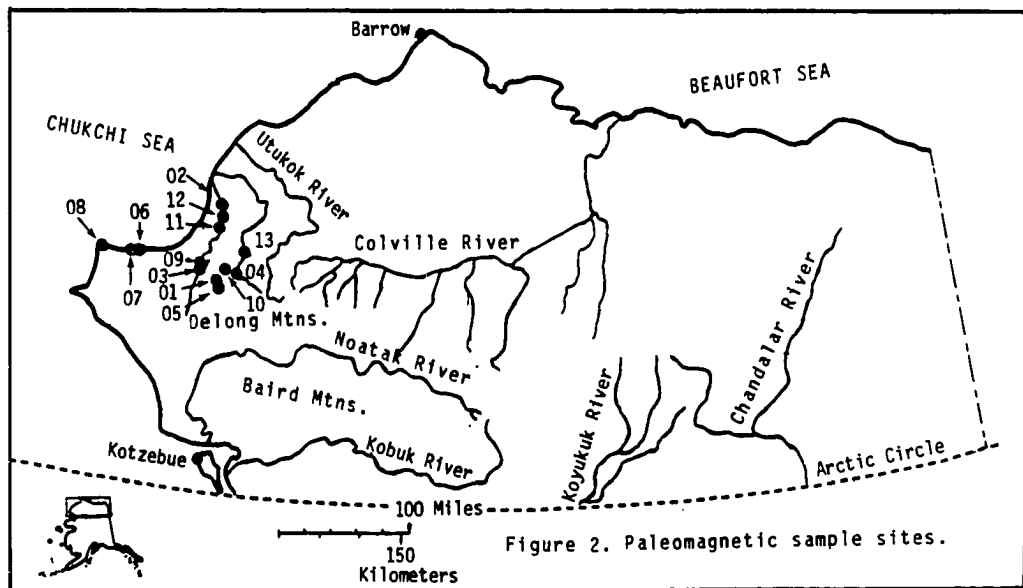 Barrow
BEAUFORT SEA
CHUKCHI SEA
Utukok River
02
12
11
08
06
07
13
09
03
04
01
10
05
Colville River
Delong Mtns.
Noatak River
Baird Mtns.
Chandalar River
Koyukuk River
Kotzebue
Kobuk River
Arctic Circle
100 Miles
150
Kilometers
Figure 2. Paleomagnetic sample sites.